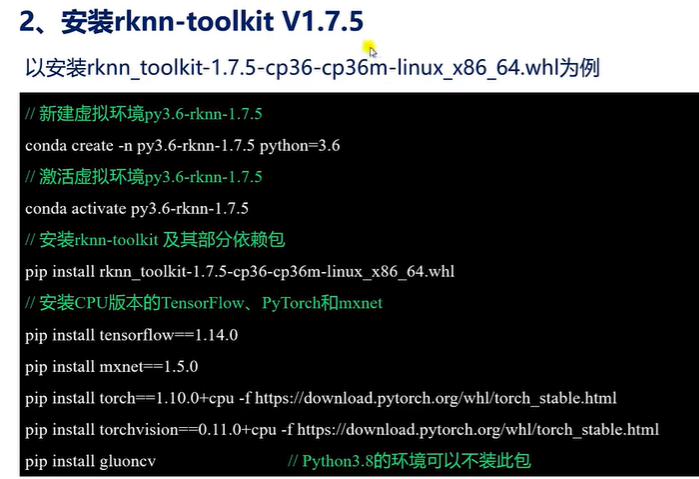 2、安装rknn-toolkit V1.7.5
以安装rknn_toolkit-1.7.5-cp36-cp36m-linux_x86_64.whl为例
// 新建虚拟环境py3.6-rknn-1.7.5
conda create -n py3.6-rknn-1.7.5 python=3.6
// 激活虚拟环境py3.6-rknn-1.7.5
conda activate py3.6-rknn-1.7.5
// 安装rknn-toolkit 及其部分依赖包
pip install rknn_toolkit-1.7.5-cp36-cp36m-linux_x86_64.whl
// 安装CPU版本的TensorFlow、PyTorch和mxnet
pip install tensorflow==1.14.0
pip install mxnet==1.5.0
pip install torch==1.10.0+cpu -f https://download.pytorch.org/whl/torch_stable.html
pip install torchvision==0.11.0+cpu -f https://download.pytorch.org/whl/torch_stable.html
pip install gluoncv // Python3.8的环境可以不装此包